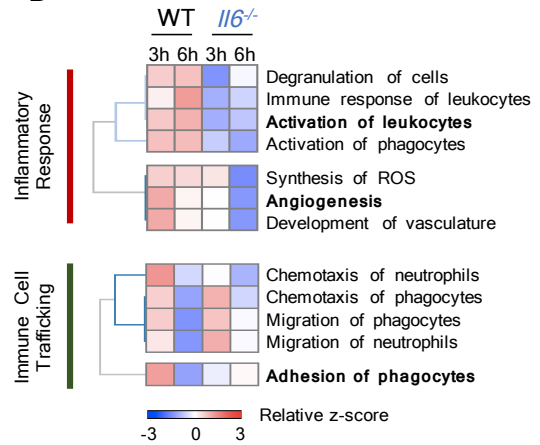 WT Il6-/-
3h 6h 3h 6h
Inflammatory
Response
Degranulation of cells
Immune response of leukocytes
Activation of leukocytes
Activation of phagocytes
Synthesis of ROS
Angiogenesis
Development of vasculature
Immune Cell
Trafficking
Chemotaxis of neutrophils
Chemotaxis of phagocytes
Migration of phagocytes
Migration of neutrophils
Adhesion of phagocytes
Relative z-score
-3 0 3